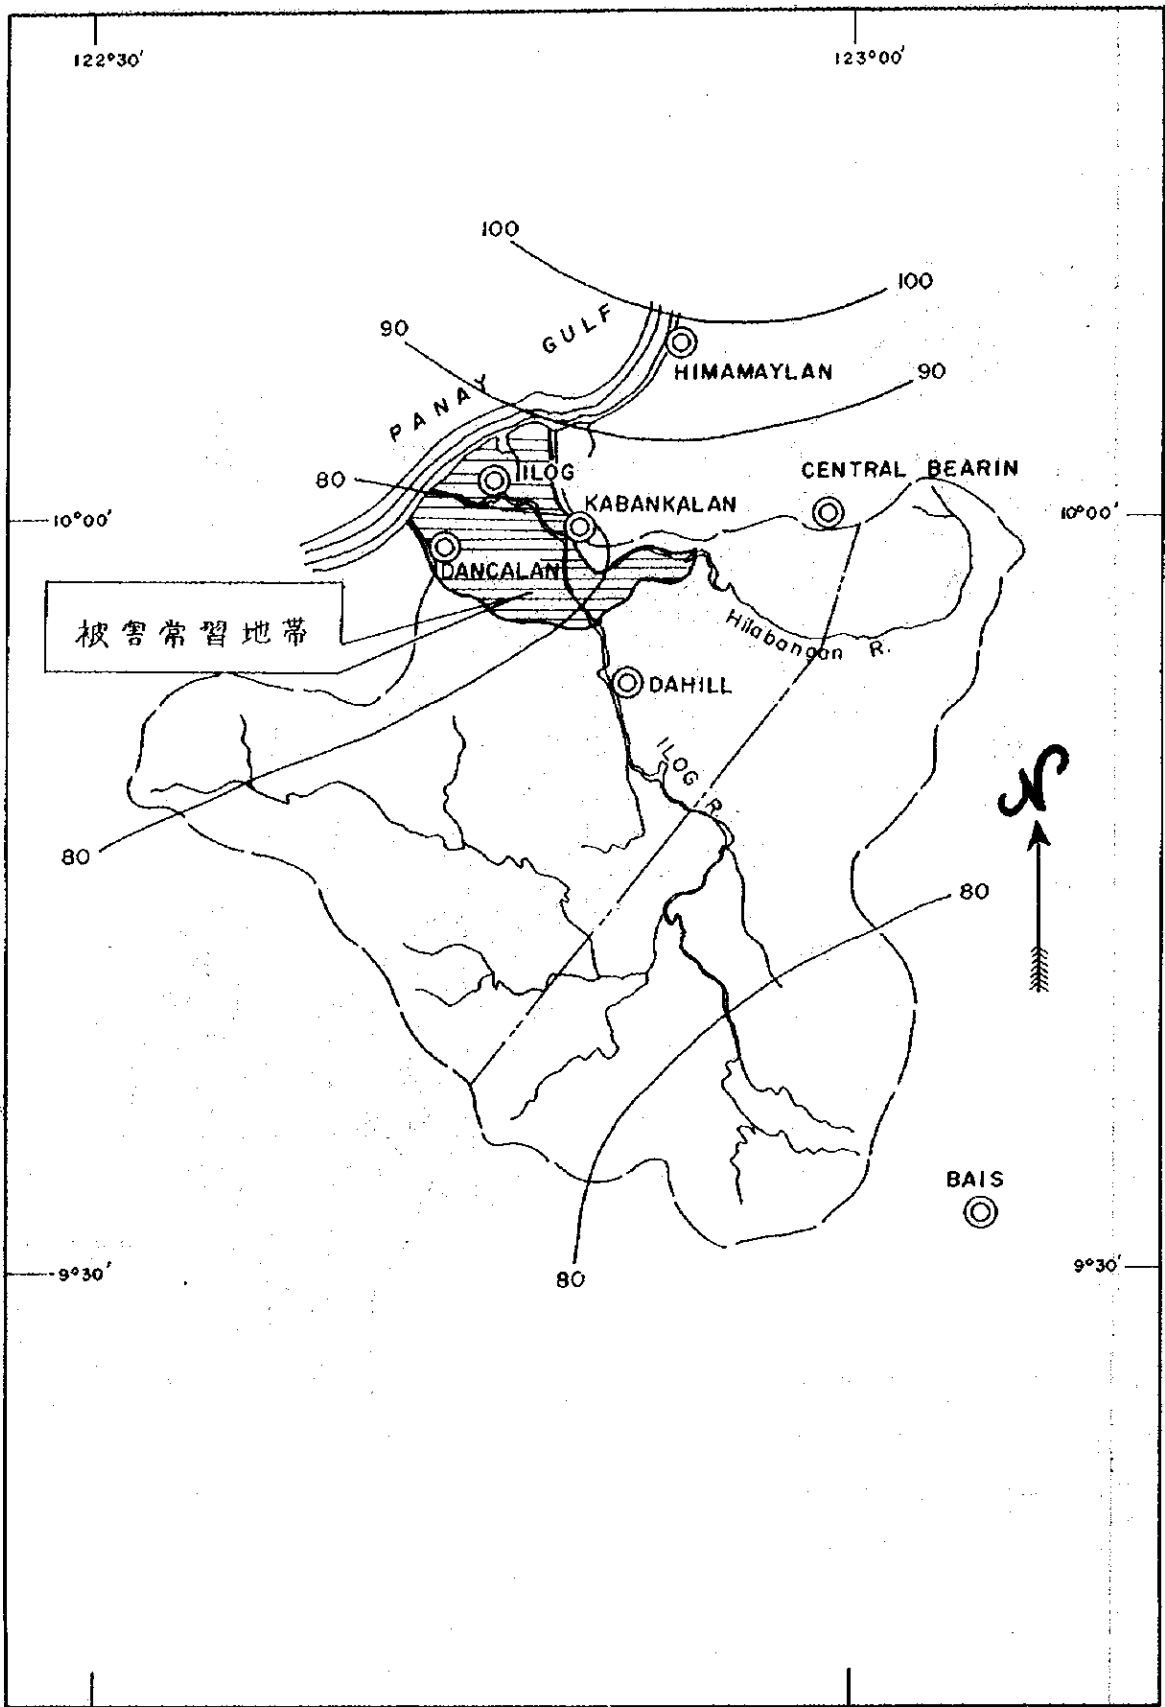 122°30'
123°00'
100
100
90
GULF
HIMAMAYLAN
90
PANAY
80
ILOG
CENTRAL BEARIN
KABANKALAN
10°00'
10°00'
DANCALAN
被害常習地帯
Hilabangan R.
DAHILL
ILOG R.
N
80
80
BAIS
9°30'
9°30'
80